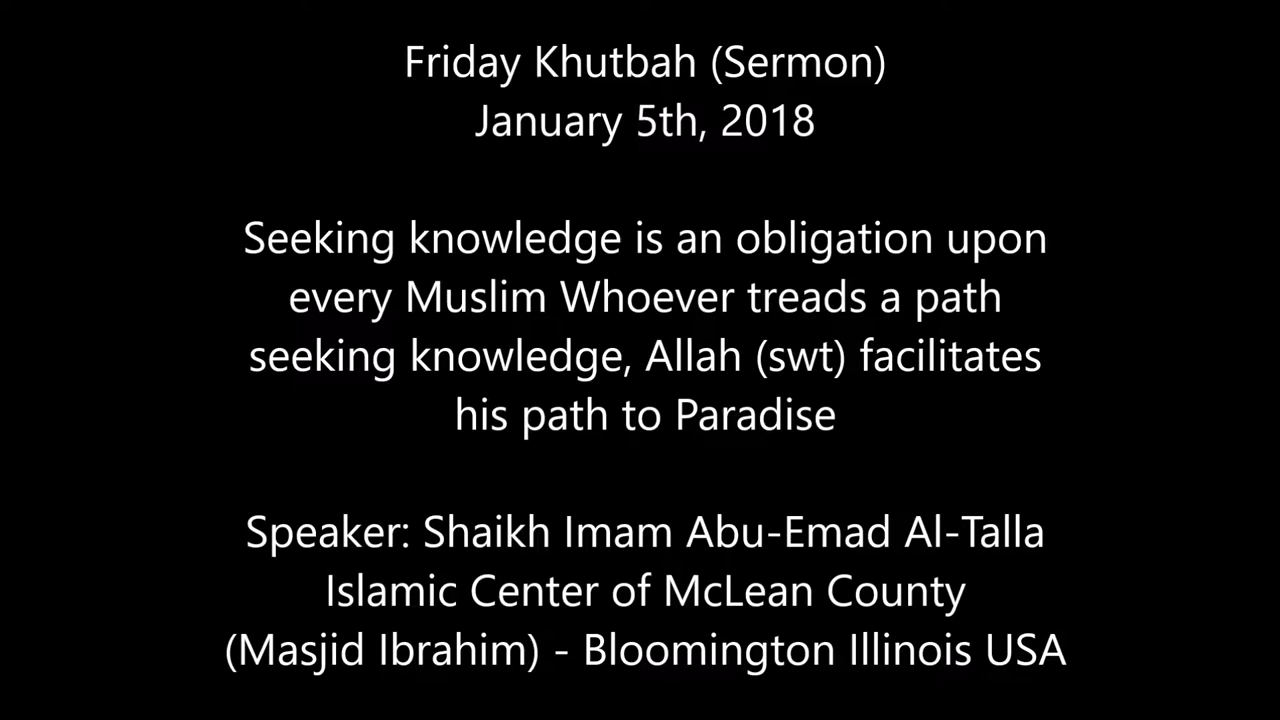 Friday Khutbah (Sermon)
January 5th, 2018
Seeking knowledge is an obligation upon
every Muslim Whoever treads a path
seeking knowledge, Allah (swt) facilitates
his path to Paradise
Speaker: Shaikh Imam Abu-Emad Al-Talla
Islamic Center of McLean County
(Masjid Ibrahim) - Bloomington Illinois USA